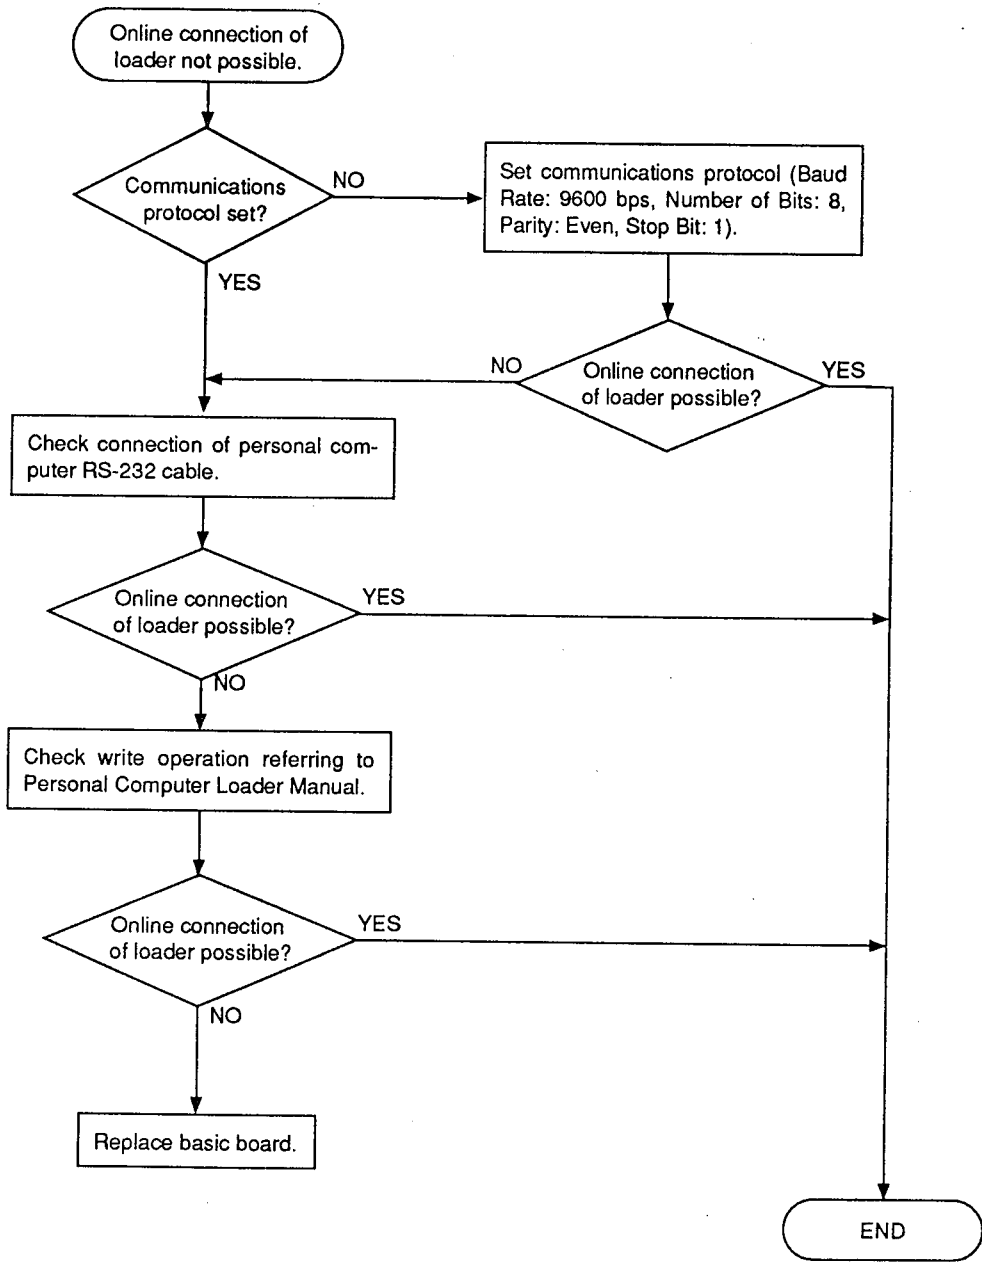 Online connection of
loader not possible.
Communications
protocol set?
NO
Set communications protocol (Baud
Rate: 9600 bps, Number of Bits: 8,
Parity: Even, Stop Bit: 1).
YES
NO
Online connection
of loader possible?
YES
Check connection of personal com-
puter RS-232 cable.
Online connection
of loader possible?
YES
NO
Check write operation referring to
Personal Computer Loader Manual.
Online connection
of loader possible?
YES
NO
Replace basic board.
END